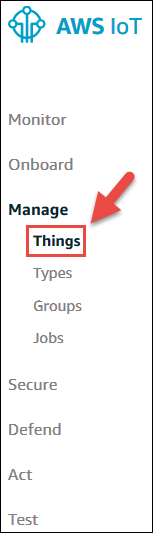 AWS IoT
Monitor
Onboard
Manage
Things
Types
Groups
Jobs
Secure
Defend
Act
Test